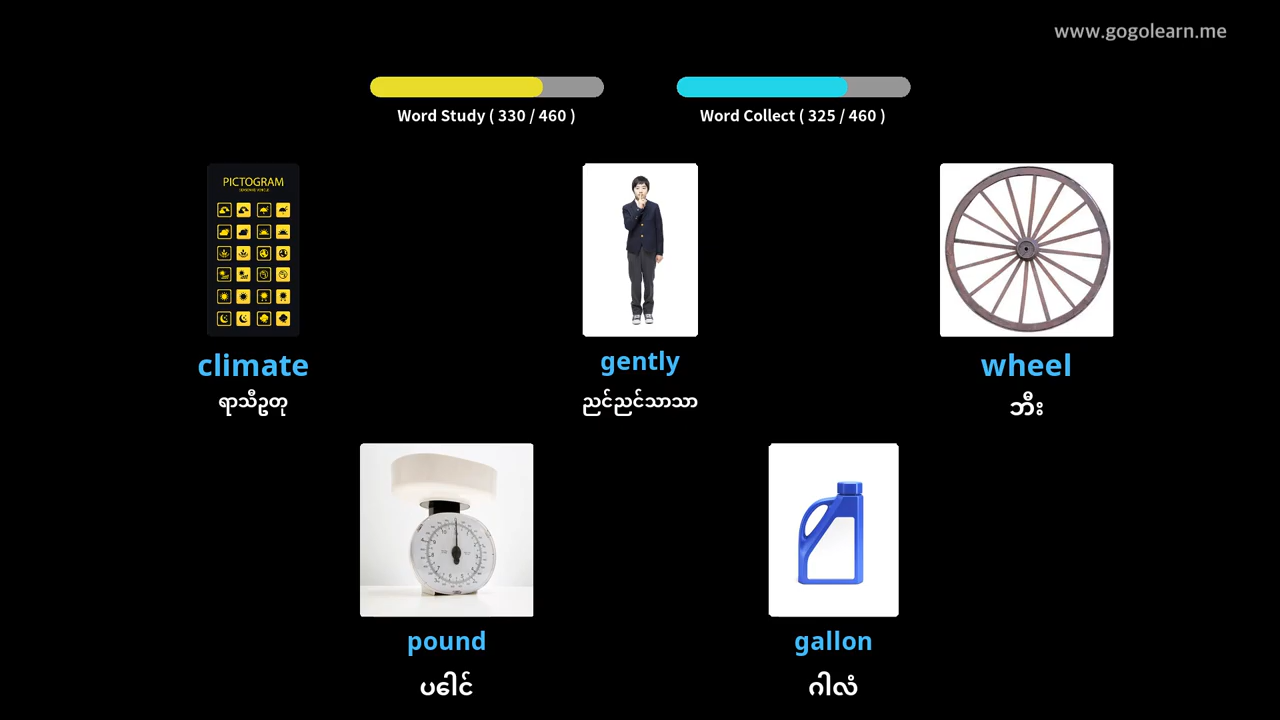 www.gogolearn.me
Word Study ( 330 / 460 )
Word Collect ( 325 / 460 )
PICTOGRAM
climate
gently
wheel
ရာသီဥတု
ညင်ညင်သာသာ
ဘီး
pound
gallon
ပေါင်
ဂါလံ